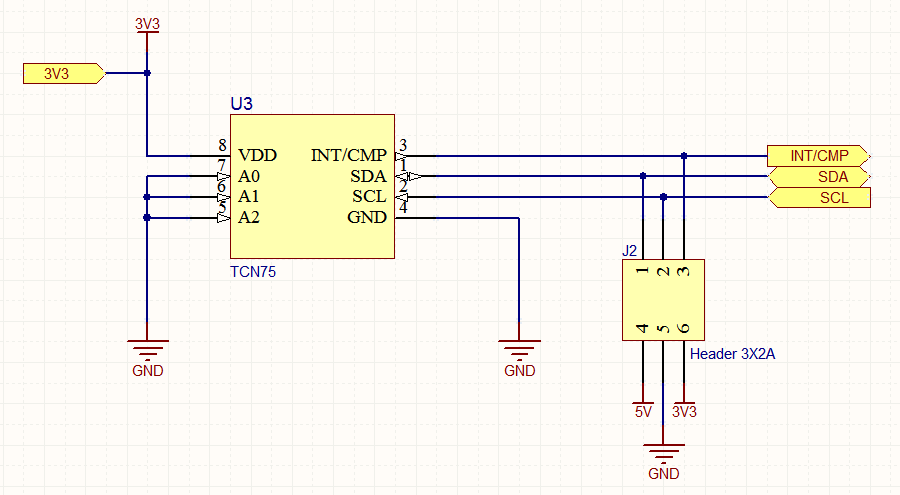 3V3
3V3
U3
8 VDD
7 A0
6 A1
5 A2
INT/CMP 3
SDA 1
SCL 2
GND 4
TCN75
INT/CMP
SDA
SCL
J2
1 2 3
4 5 6
Header 3X2A
GND
GND
5V
3V3
GND